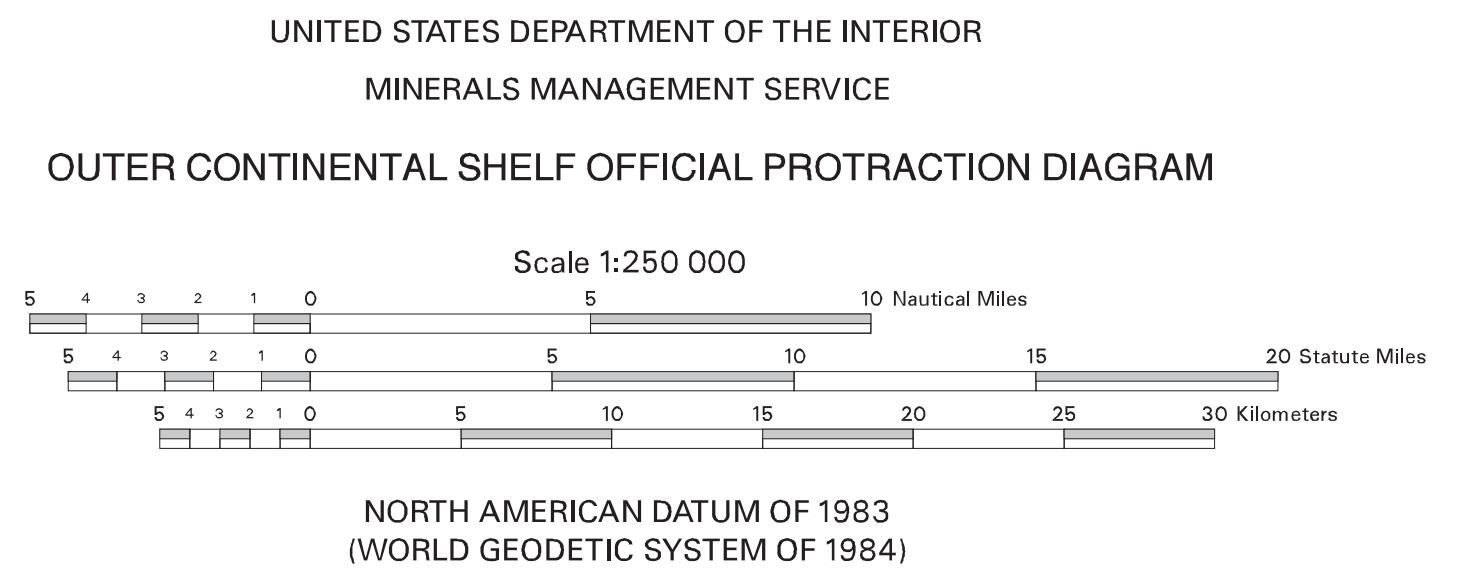 UNITED STATES DEPARTMENT OF THE INTERIOR
MINERALS MANAGEMENT SERVICE
OUTER CONTINENTAL SHELF OFFICIAL PROTRACTION DIAGRAM
Scale 1:250 000
5 4 3 2 1 0 5 10 Nautical Miles
5 4 3 2 1 0 5 10 15 20 Statute Miles
5 4 3 2 1 0 5 10 15 20 25 30 Kilometers
NORTH AMERICAN DATUM OF 1983
(WORLD GEODETIC SYSTEM OF 1984)